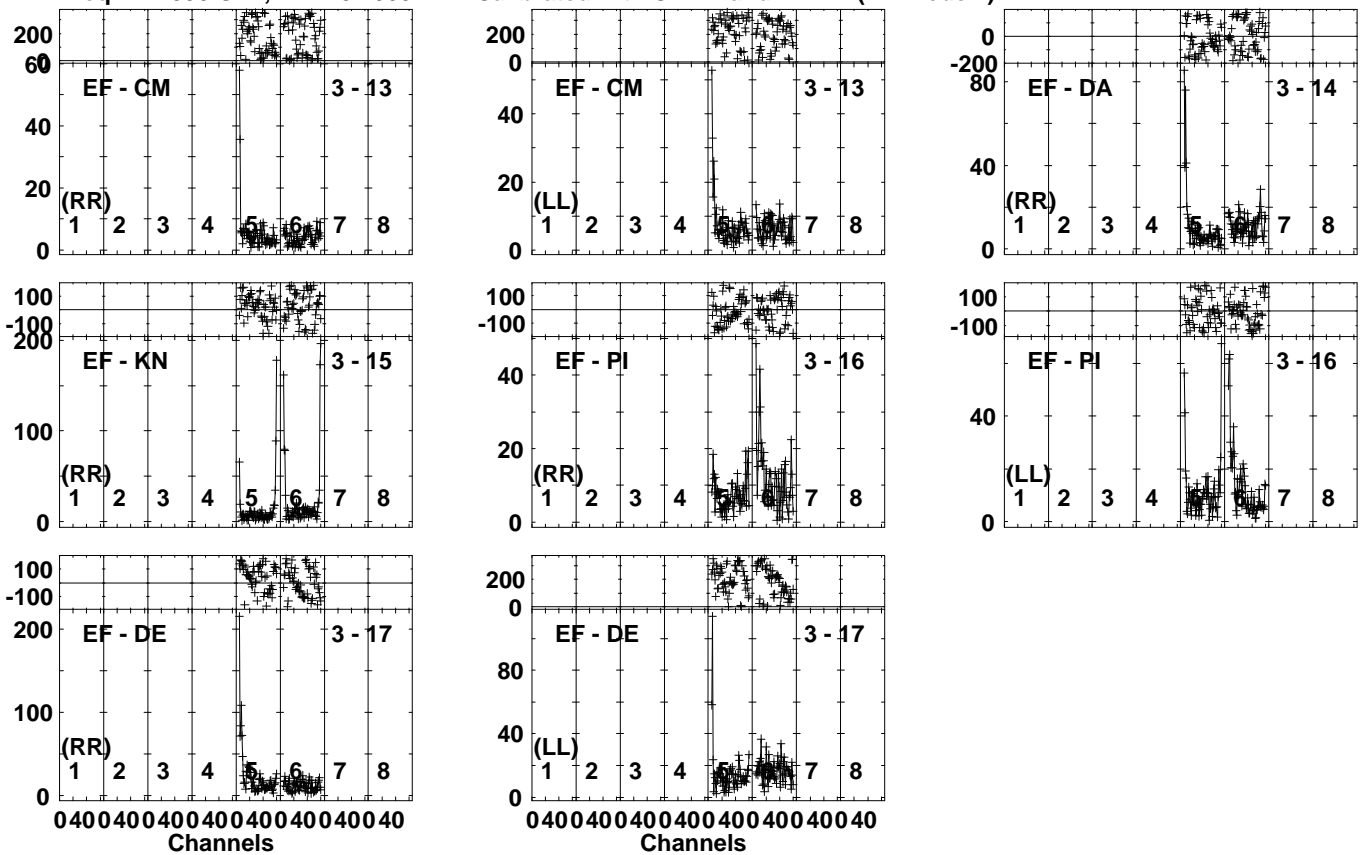 200
0
60
EF - CM 3 - 13
40
20
(RR)
1 2 3 4 5 6 7 8
0
200
0
EF - CM 3 - 13
40
20
(LL)
1 2 3 4 5 6 7 8
0
0
-200
80
EF - DA 3 - 14
40
(RR)
1 2 3 4 5 6 7 8
0
100
-100
200
EF - KN 3 - 15
100
(RR)
1 2 3 4 5 6 7 8
0
100
-100
EF - PI 3 - 16
40
20
(RR)
1 2 3 4 5 6 7 8
0
100
-100
EF - PI 3 - 16
40
(LL)
1 2 3 4 5 6 7 8
0
100
-100
200
EF - DE 3 - 17
100
(RR)
1 2 3 4 5 6 7 8
0
0 40 0 40 0 40 0 40 0 40 0 40 0 40 0 40
Channels
200
0
EF - DE 3 - 17
80
40
(LL)
1 2 3 4 5 6 7 8
0
0 40 0 40 0 40 0 40 0 40 0 40 0 40 0 40
Channels